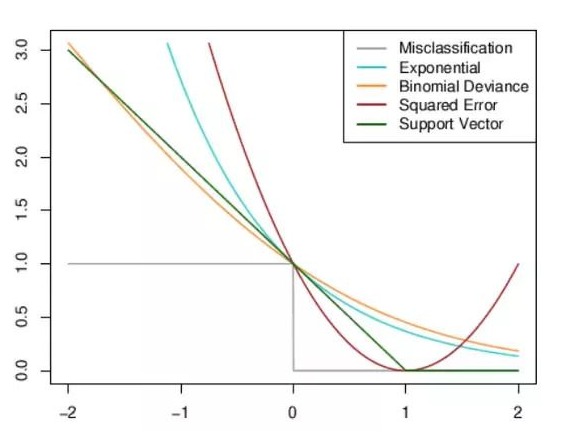 Misclassification
Exponential
Binomial Deviance
Squared Error
Support Vector
3.0
2.5
2.0
1.5
1.0
0.5
0.0
−2 −1 0 1 2